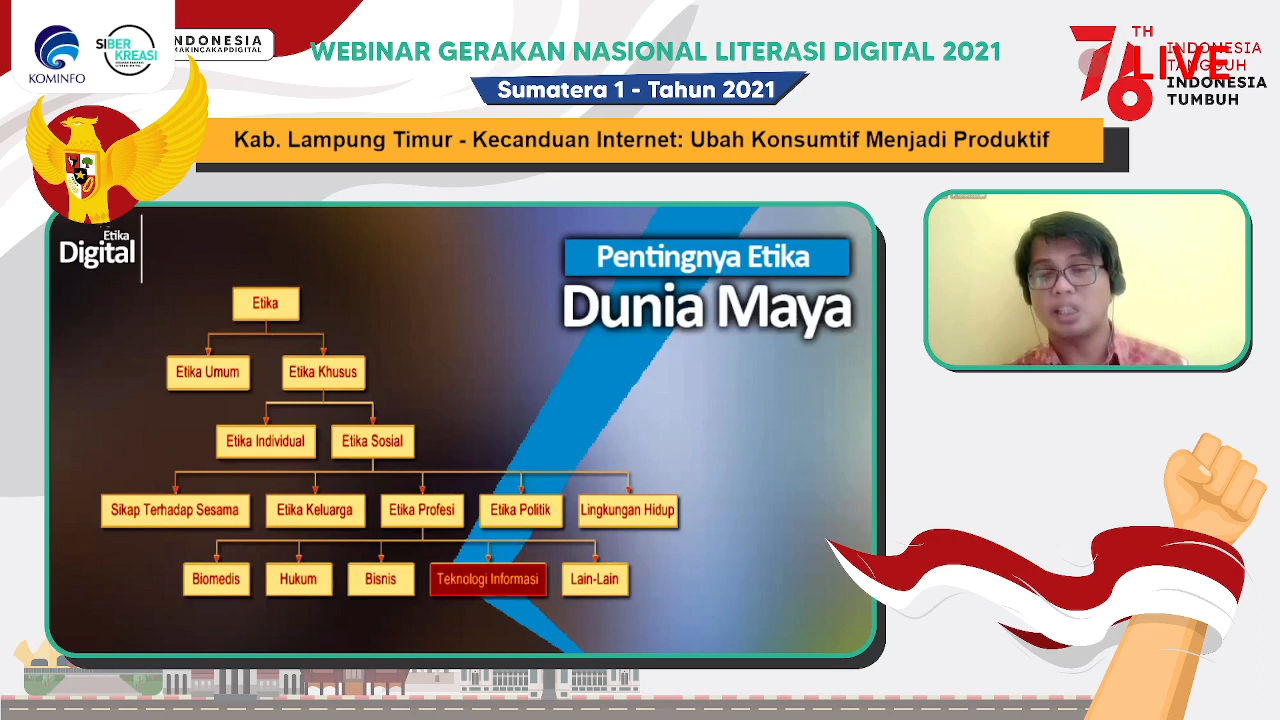 KOMINFO
SIBER
KREASI
INDONESIA
MAKINCAKAPDIGITAL
WEBINAR GERAKAN NASIONAL LITERASI DIGITAL 2021
Sumatera 1 - Tahun 2021
76
TH
LIVE
INDONESIA
TANGGUH
INDONESIA
TUMBUH
Kab. Lampung Timur - Kecanduan Internet: Ubah Konsumtif Menjadi Produktif
Etika
Digital
Pentingnya Etika
Dunia Maya
Etika
Etika Umum
Etika Khusus
Etika Individual
Etika Sosial
Sikap Terhadap Sesama
Etika Keluarga
Etika Profesi
Etika Politik
Lingkungan Hidup
Biomedis
Hukum
Bisnis
Teknologi Informasi
Lain-Lain